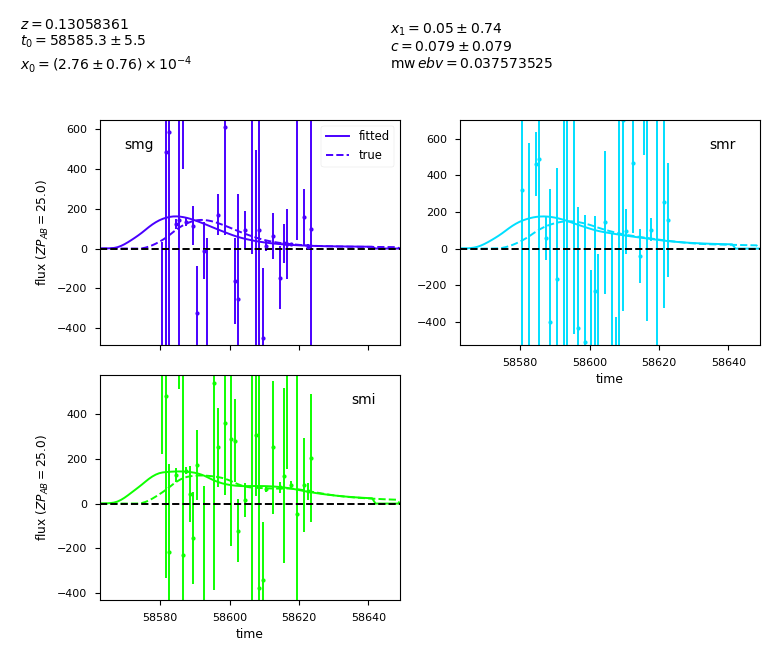 z = 0.13058361
t₀ = 58585.3 ± 5.5
x₀ = (2.76 ± 0.76) × 10⁻⁴
x₁ = 0.05 ± 0.74
c = 0.079 ± 0.079
mw ebv = 0.037573525
smg
fitted
true
600
400
200
0
−200
−400
flux (ZP_AB = 25.0)
smr
600
400
200
0
−200
−400
58580 58600 58620 58640
time
smi
400
200
0
−200
−400
flux (ZP_AB = 25.0)
58580 58600 58620 58640
time